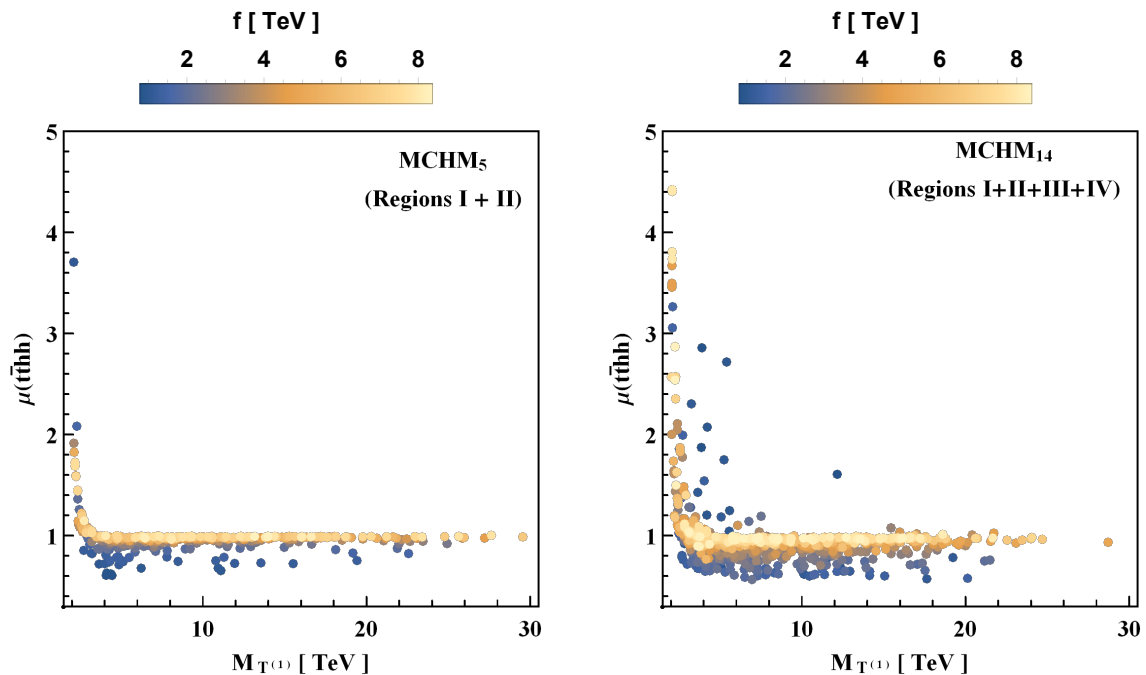 f [ TeV ]
2 4 6 8
5
4
3
2
1
μ(tt̄hh)
MCHM₅
(Regions I + II)
10 20 30
M_T⁽¹⁾ [ TeV ]
f [ TeV ]
2 4 6 8
5
4
3
2
1
μ(tt̄hh)
MCHM₁₄
(Regions I+II+III+IV)
10 20 30
M_T⁽¹⁾ [ TeV ]